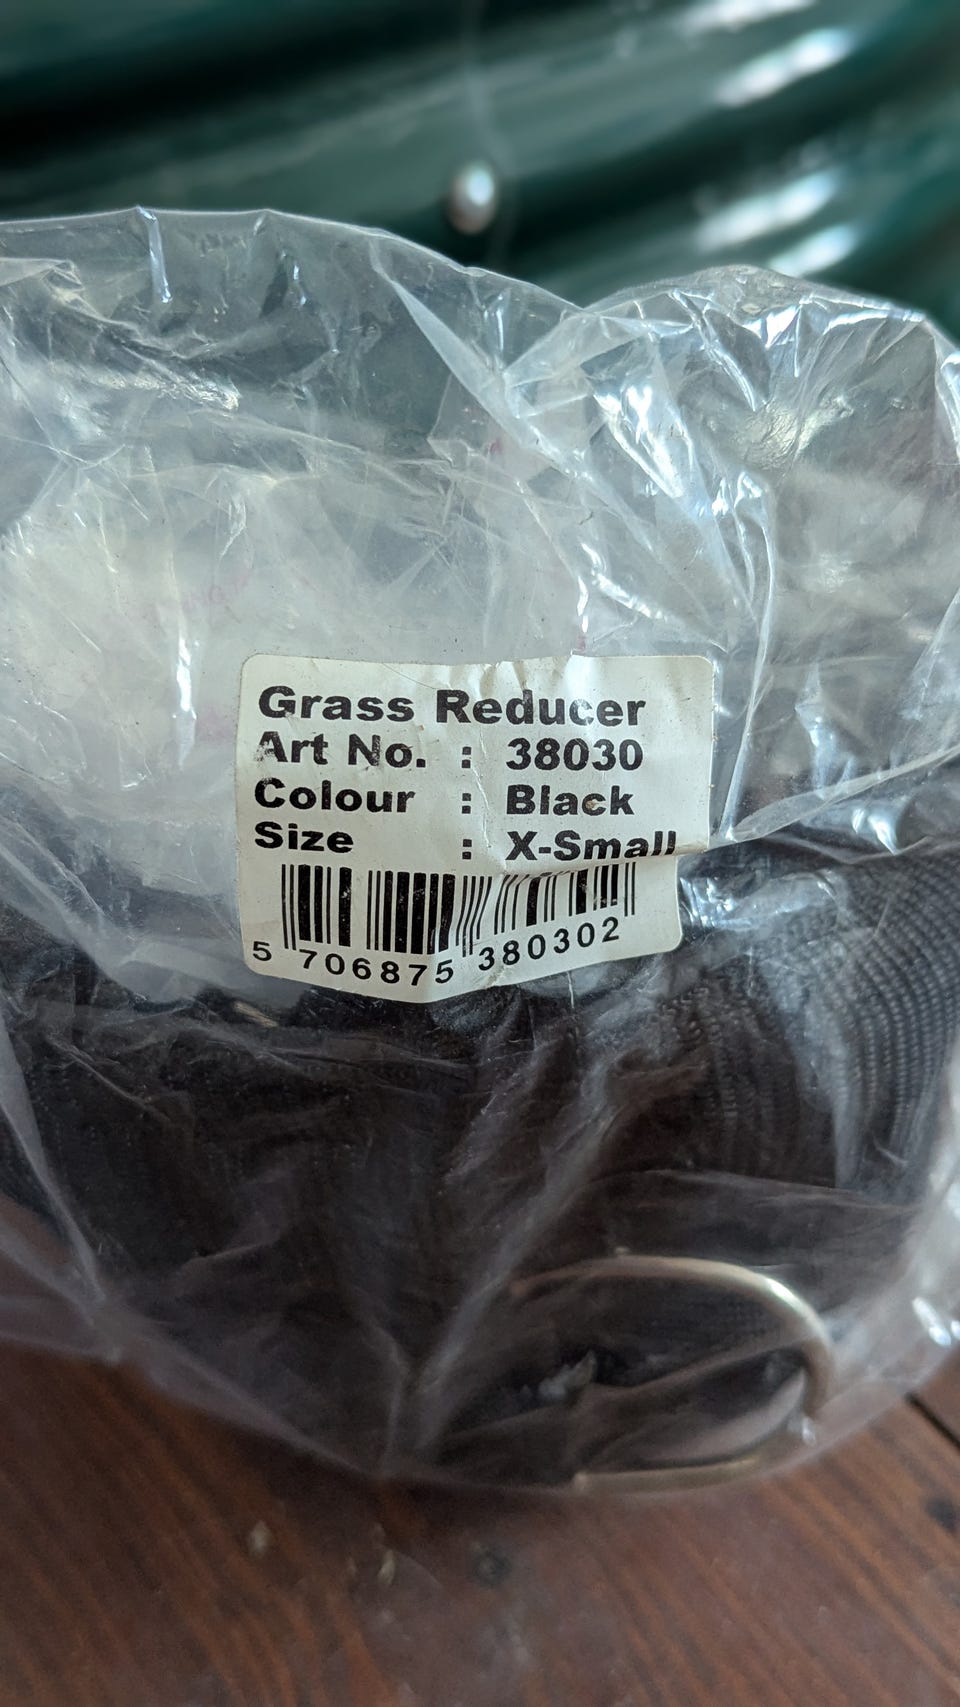 Grass Reducer
Art No. : 38030
Colour : Black
Size : X-Small
5 706875 380302